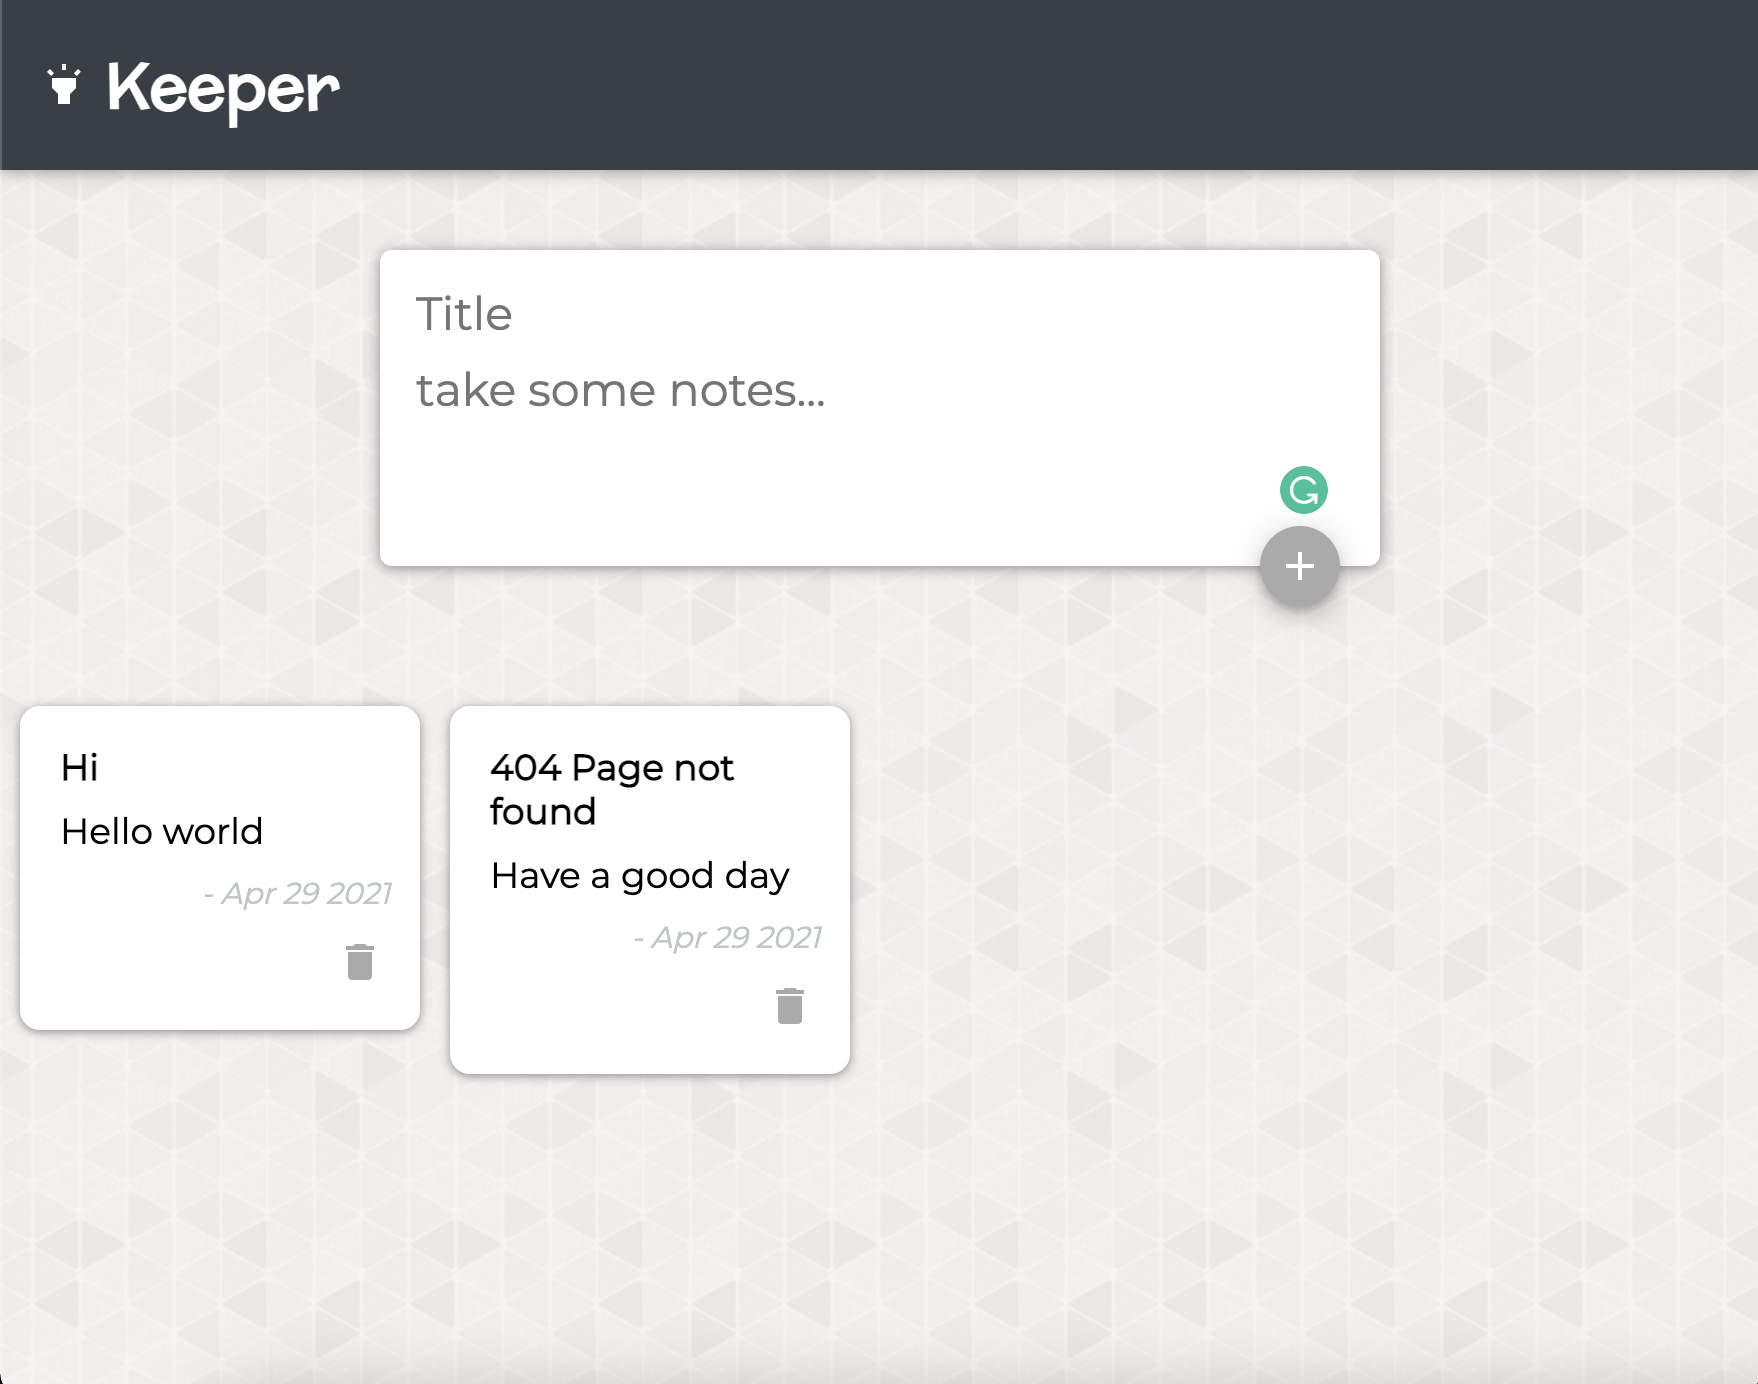 Keeper
Title
take some notes...
Hi
Hello world
- Apr 29 2021
404 Page not
found
Have a good day
- Apr 29 2021